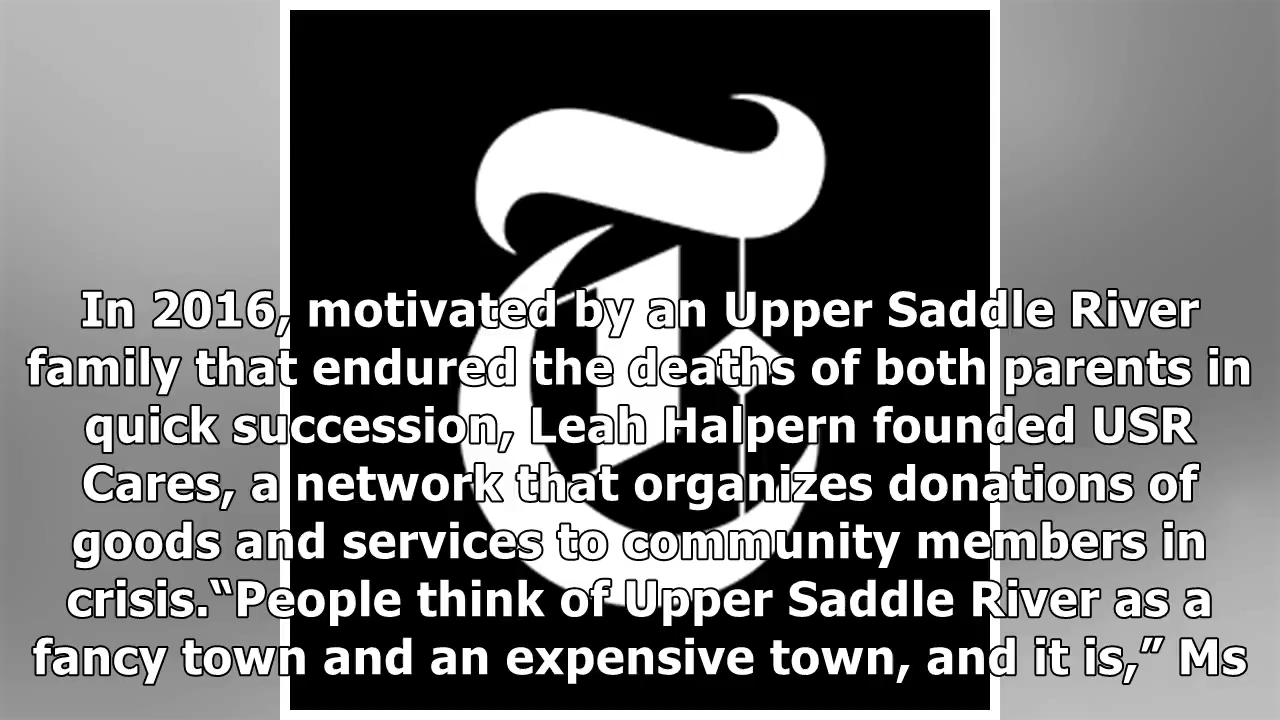 In 2016, motivated by an Upper Saddle River
family that endured the deaths of both parents in
quick succession, Leah Halpern founded USR
Cares, a network that organizes donations of
goods and services to community members in
crisis.“People think of Upper Saddle River as a
fancy town and an expensive town, and it is,” Ms